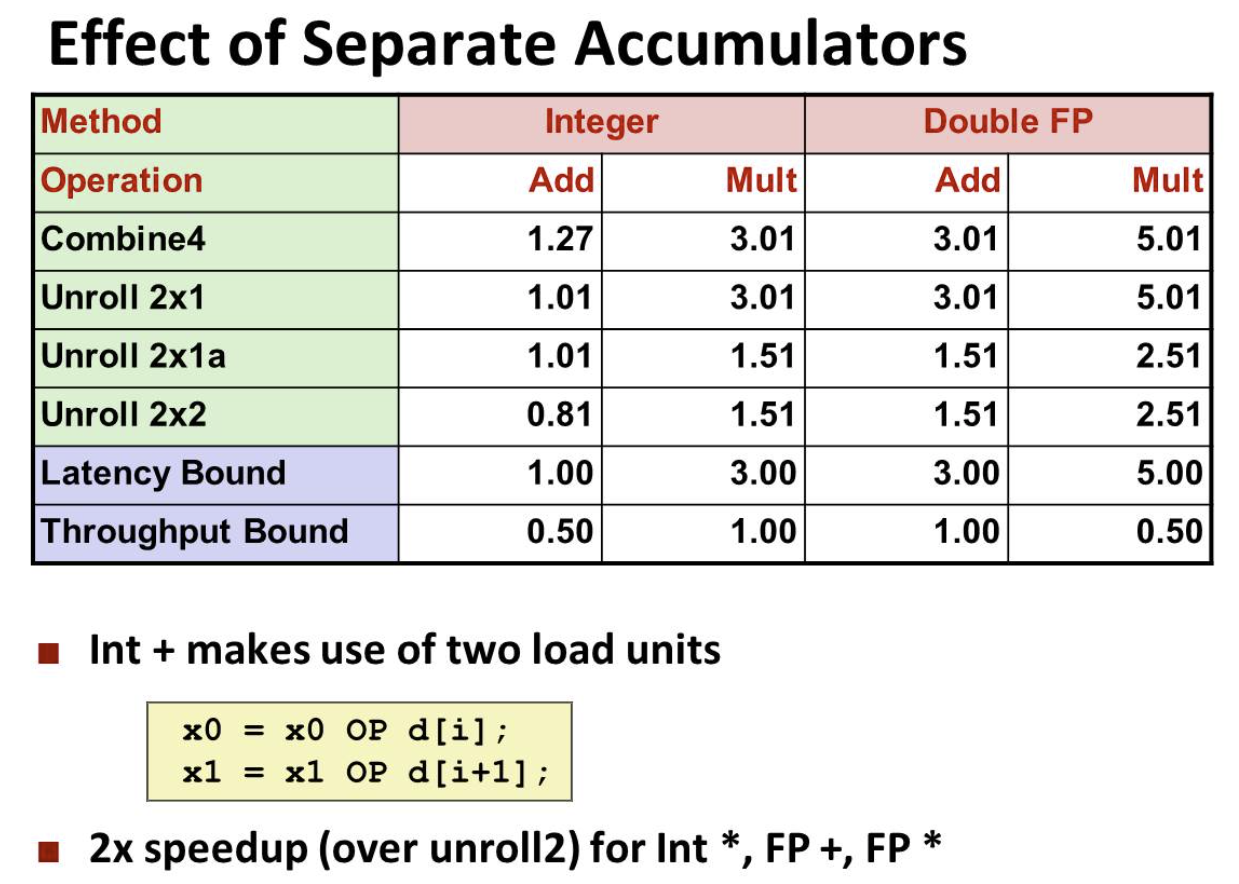 Effect of Separate Accumulators
Method Integer Double FP
Operation Add Mult Add Mult
Combine4 1.27 3.01 3.01 5.01
Unroll 2x1 1.01 3.01 3.01 5.01
Unroll 2x1a 1.01 1.51 1.51 2.51
Unroll 2x2 0.81 1.51 1.51 2.51
Latency Bound 1.00 3.00 3.00 5.00
Throughput Bound 0.50 1.00 1.00 0.50
Int + makes use of two load units
x0 = x0 OP d[i];
x1 = x1 OP d[i+1];
2x speedup (over unroll2) for Int *, FP +, FP *